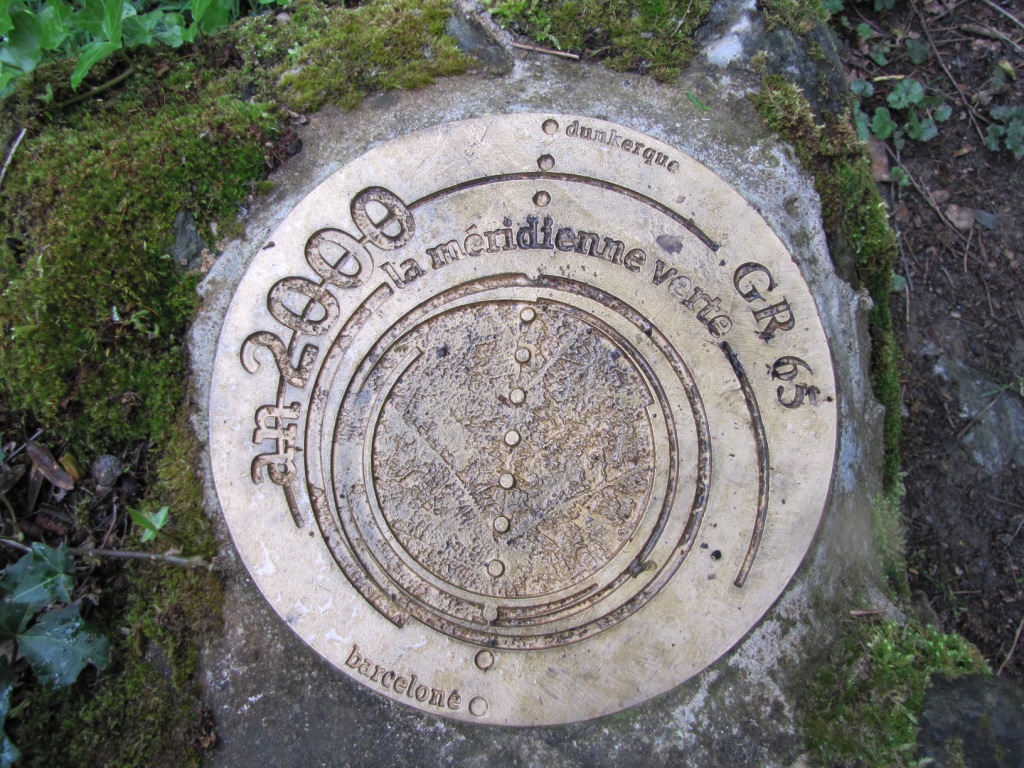 dunkerque
an 2000
la méridienne verte
GR 65
barcelone